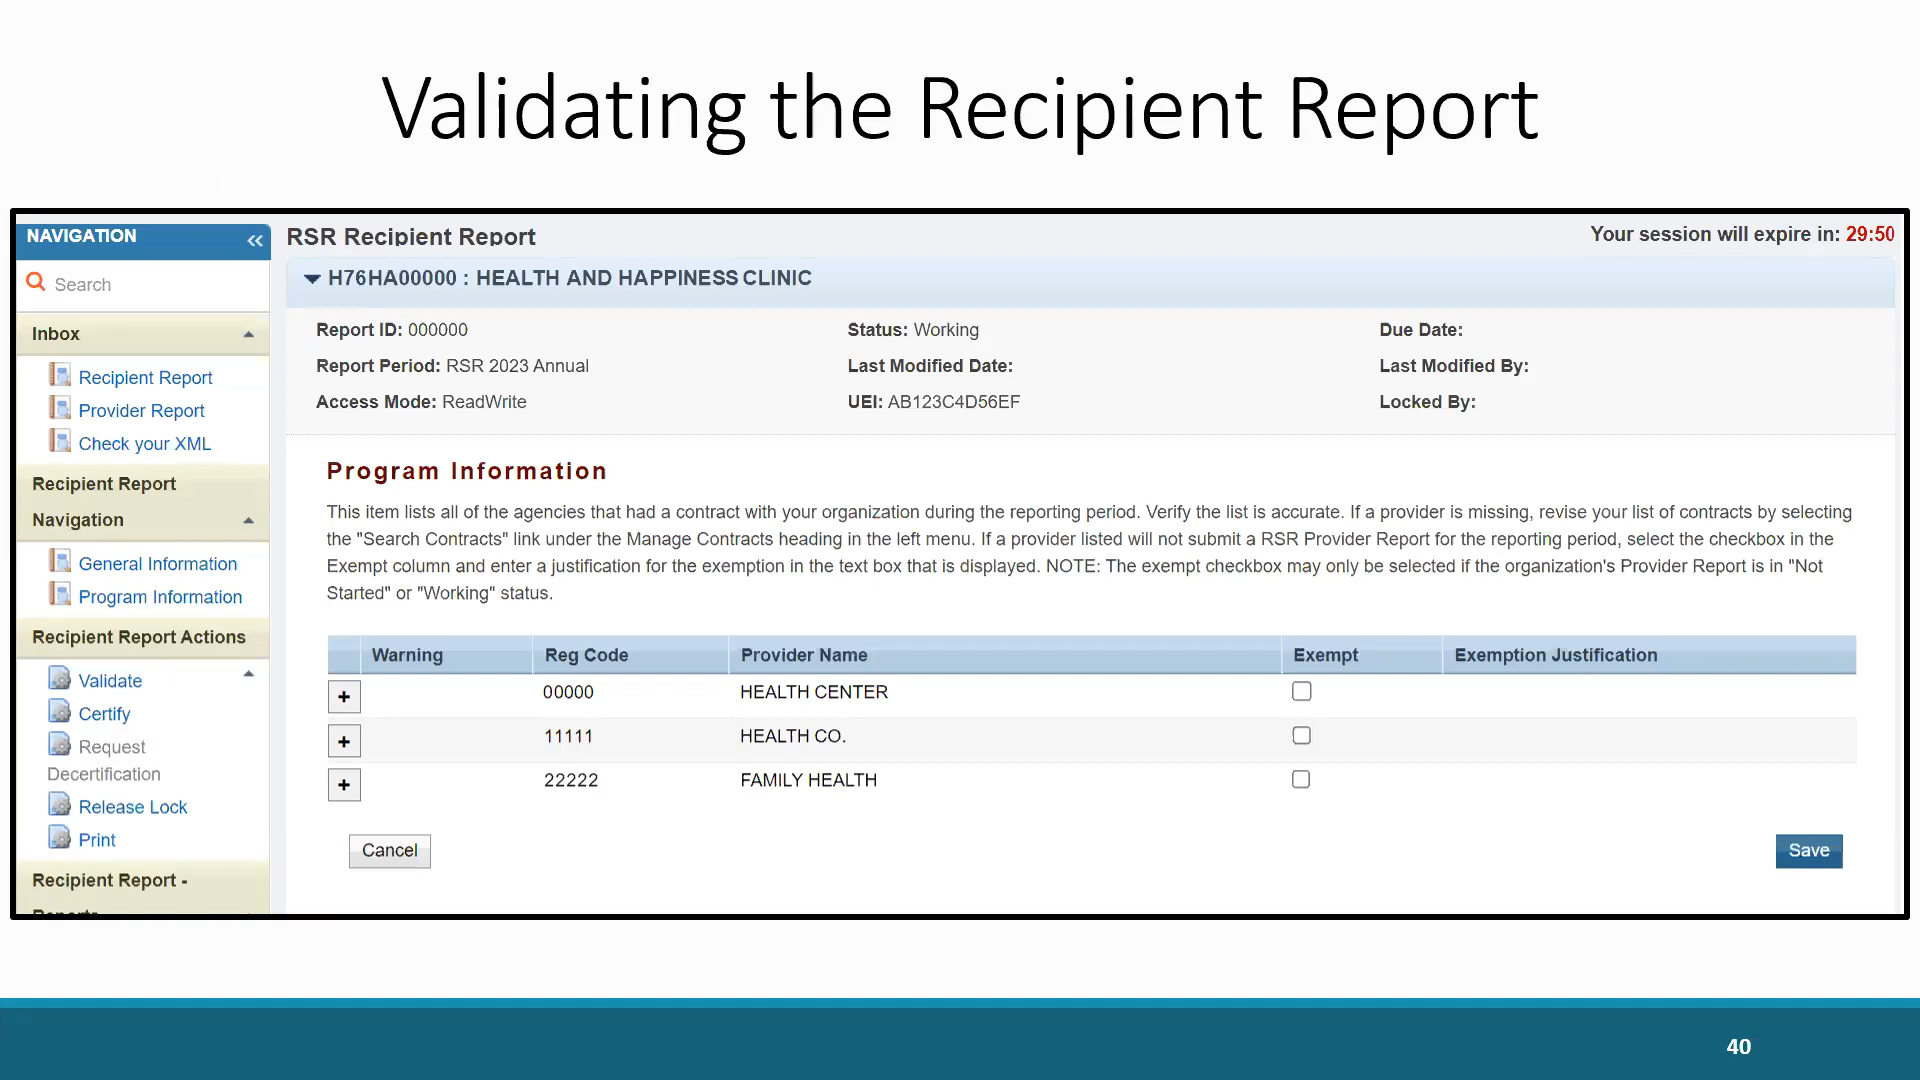 Validating the Recipient Report
NAVIGATION
Search
Inbox
Recipient Report
Provider Report
Check your XML
Recipient Report
Navigation
General Information
Program Information
Recipient Report Actions
Validate
Certify
Request
Decertification
Release Lock
Print
Recipient Report -
RSR Recipient Report
Your session will expire in: 29:50
H76HA00000 : HEALTH AND HAPPINESS CLINIC
Report ID: 000000 Status: Working Due Date:
Report Period: RSR 2023 Annual Last Modified Date: Last Modified By:
Access Mode: ReadWrite UEI: AB123C4D56EF Locked By:
Program Information
This item lists all of the agencies that had a contract with your organization during the reporting period. Verify the list is accurate. If a provider is missing, revise your list of contracts by selecting
the "Search Contracts" link under the Manage Contracts heading in the left menu. If a provider listed will not submit a RSR Provider Report for the reporting period, select the checkbox in the
Exempt column and enter a justification for the exemption in the text box that is displayed. NOTE: The exempt checkbox may only be selected if the organization's Provider Report is in "Not
Started" or "Working" status.
Warning Reg Code Provider Name Exempt Exemption Justification
+ 00000 HEALTH CENTER
+ 11111 HEALTH CO.
+ 22222 FAMILY HEALTH
Cancel Save
40